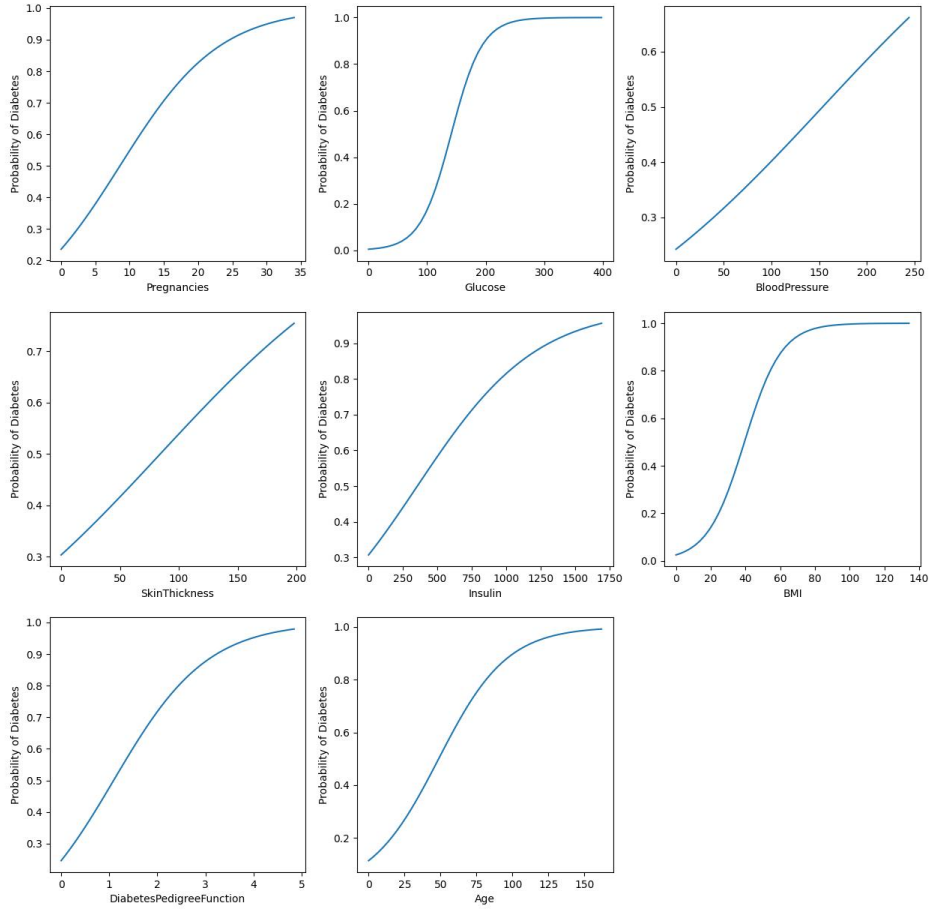 Probability of Diabetes
1.0
0.9
0.8
0.7
0.6
0.5
0.4
0.3
0.2
0 5 10 15 20 25 30 35
Pregnancies
Probability of Diabetes
1.0
0.8
0.6
0.4
0.2
0.0
0 100 200 300 400
Glucose
Probability of Diabetes
0.6
0.5
0.4
0.3
0 50 100 150 200 250
BloodPressure
Probability of Diabetes
0.7
0.6
0.5
0.4
0.3
0 50 100 150 200
SkinThickness
Probability of Diabetes
0.9
0.8
0.7
0.6
0.5
0.4
0.3
0 250 500 750 1000 1250 1500 1750
Insulin
Probability of Diabetes
1.0
0.8
0.6
0.4
0.2
0.0
0 20 40 60 80 100 120 140
BMI
Probability of Diabetes
1.0
0.9
0.8
0.7
0.6
0.5
0.4
0.3
0 1 2 3 4 5
DiabetesPedigreeFunction
Probability of Diabetes
1.0
0.8
0.6
0.4
0.2
0 25 50 75 100 125 150
Age